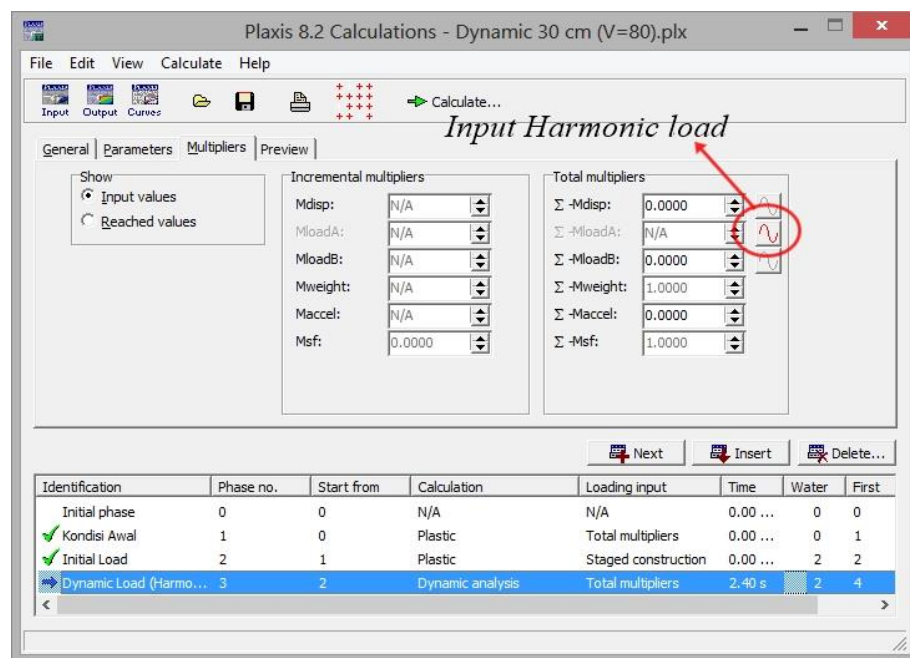 Plaxis 8.2 Calculations - Dynamic 30 cm (V=80).plx
File Edit View Calculate Help
Input Output Curves Calculate...
Input Harmonic load
General Parameters Multipliers Preview
Show
Input values
Reached values
Incremental multipliers
Mdisp: N/A
MloadA: N/A
MloadB: N/A
Mweight: N/A
Maccel: N/A
Msf: 0.0000
Total multipliers
Σ -Mdisp: 0.0000
Σ -MloadA: N/A
Σ -MloadB: 0.0000
Σ -Mweight: 1.0000
Σ -Maccel: 0.0000
Σ -Msf: 1.0000
Next Insert Delete...
Identification Phase no. Start from Calculation Loading input Time Water First
Initial phase 0 0 N/A N/A 0.00 ... 0 0
Kondisi Awal 1 0 Plastic Total multipliers 0.00 ... 0 1
Initial Load 2 1 Plastic Staged construction 0.00 ... 2 2
Dynamic Load (Harmo... 3 2 Dynamic analysis Total multipliers 2.40 s 2 4